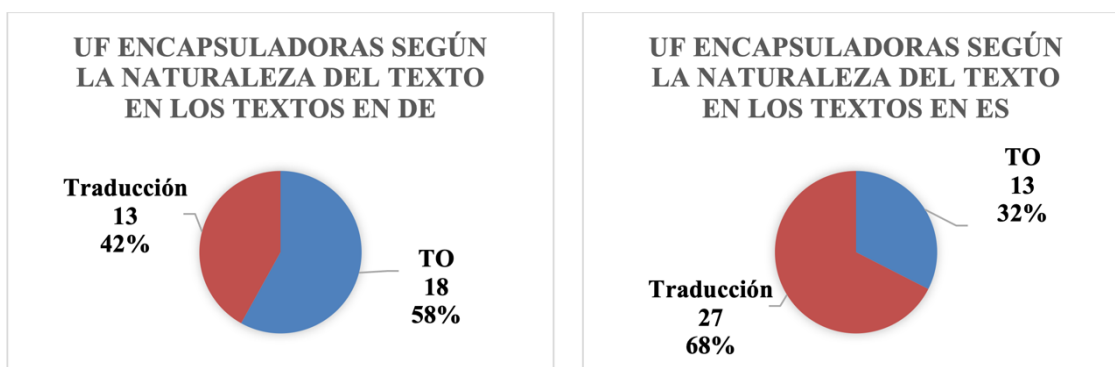 UF ENCAPSULADORAS SEGÚN
LA NATURALEZA DEL TEXTO
EN LOS TEXTOS EN DE
Traducción
13
42%
TO
18
58%
UF ENCAPSULADORAS SEGÚN
LA NATURALEZA DEL TEXTO
EN LOS TEXTOS EN ES
TO
13
32%
Traducción
27
68%